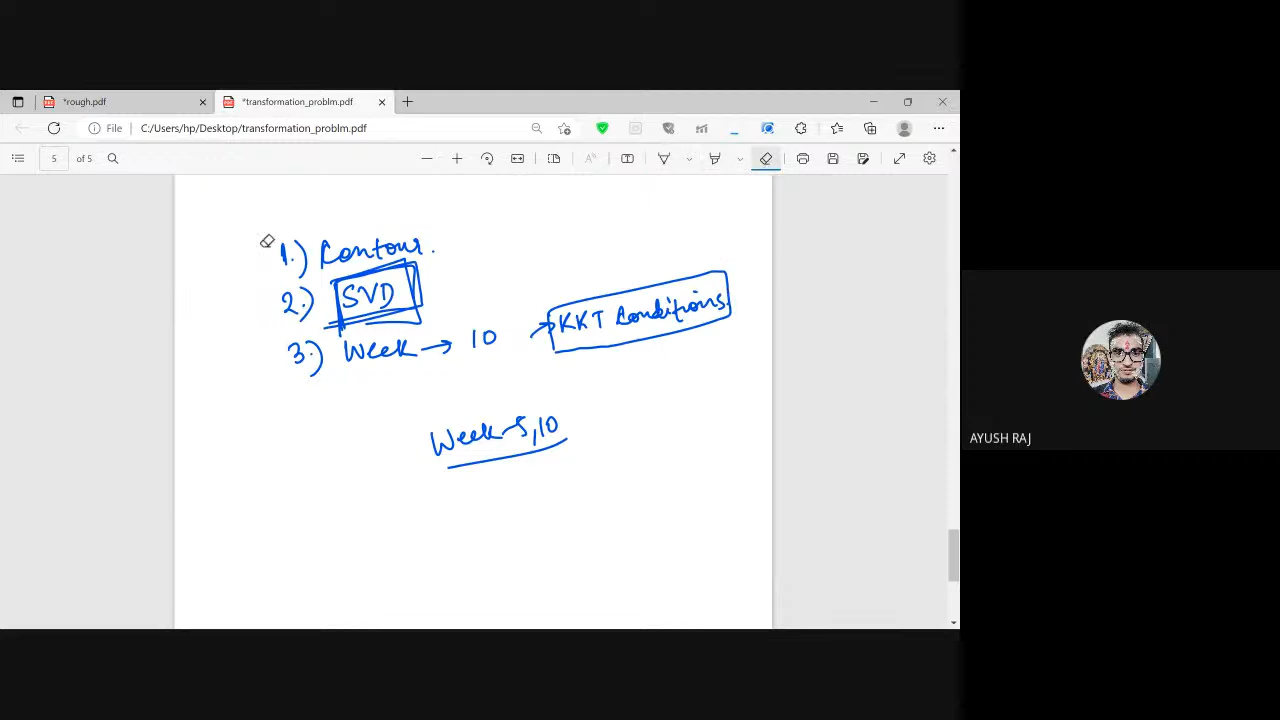 *rough.pdf
*transformation_problm.pdf
File C:/Users/hp/Desktop/transformation_problm.pdf
5 of 5
1.) Contour.
2.) SVD
3.) Week → 10 → KKT Conditions.
Week-5,10
AYUSH RAJ